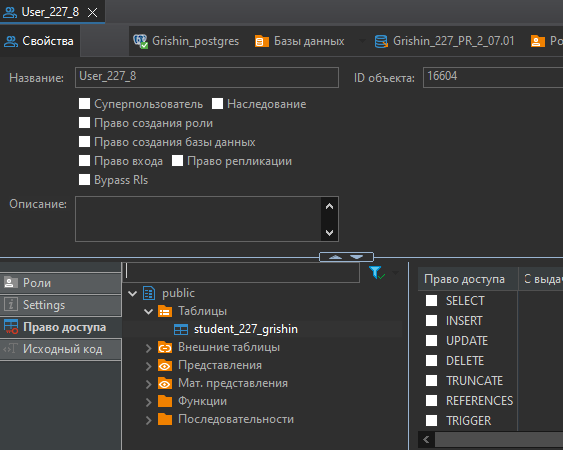 User_227_8
Свойства Grishin_postgres Базы данных Grishin_227_PR_2_07.01 Ро
Название: User_227_8 ID объекта: 16604
Суперпользователь Наследование
Право создания роли
Право создания базы данных
Право входа Право репликации
Bypass Rls
Описание:
Роли
Settings
Право доступа
Исходный код
public
Таблицы
student_227_grishin
Внешние таблицы
Представления
Мат. представления
Функции
Последовательности
Право доступа С выдач
SELECT
INSERT
UPDATE
DELETE
TRUNCATE
REFERENCES
TRIGGER